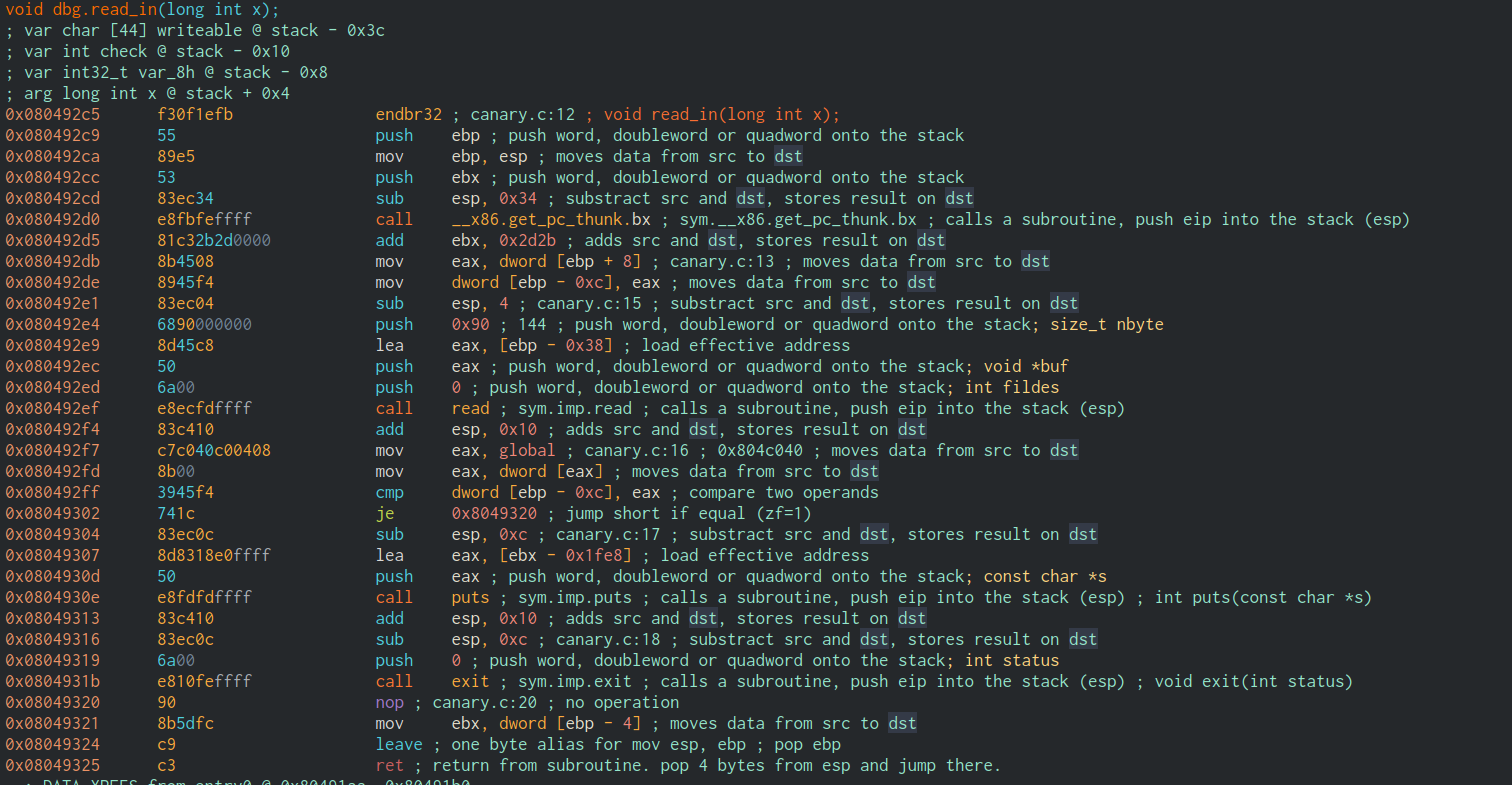 void dbg.read_in(long int x);
; var char [44] writeable @ stack - 0x3c
; var int check @ stack - 0x10
; var int32_t var_8h @ stack - 0x8
; arg long int x @ stack + 0x4
0x080492c5 f30f1efb endbr32 ; canary.c:12 ; void read_in(long int x);
0x080492c9 55 push ebp ; push word, doubleword or quadword onto the stack
0x080492ca 89e5 mov ebp, esp ; moves data from src to dst
0x080492cc 53 push ebx ; push word, doubleword or quadword onto the stack
0x080492cd 83ec34 sub esp, 0x34 ; substract src and dst, stores result on dst
0x080492d0 e8fbfeffff call __x86.get_pc_thunk.bx ; sym.__x86.get_pc_thunk.bx ; calls a subroutine, push eip into the stack (esp)
0x080492d5 81c32b2d0000 add ebx, 0x2d2b ; adds src and dst, stores result on dst
0x080492db 8b4508 mov eax, dword [ebp + 8] ; canary.c:13 ; moves data from src to dst
0x080492de 8945f4 mov dword [ebp - 0xc], eax ; moves data from src to dst
0x080492e1 83ec04 sub esp, 4 ; canary.c:15 ; substract src and dst, stores result on dst
0x080492e4 6890000000 push 0x90 ; 144 ; push word, doubleword or quadword onto the stack; size_t nbyte
0x080492e9 8d45c8 lea eax, [ebp - 0x38] ; load effective address
0x080492ec 50 push eax ; push word, doubleword or quadword onto the stack; void *buf
0x080492ed 6a00 push 0 ; push word, doubleword or quadword onto the stack; int fildes
0x080492ef e8ecfdffff call read ; sym.imp.read ; calls a subroutine, push eip into the stack (esp)
0x080492f4 83c410 add esp, 0x10 ; adds src and dst, stores result on dst
0x080492f7 c7c040c00408 mov eax, global ; canary.c:16 ; 0x804c040 ; moves data from src to dst
0x080492fd 8b00 mov eax, dword [eax] ; moves data from src to dst
0x080492ff 3945f4 cmp dword [ebp - 0xc], eax ; compare two operands
0x08049302 741c je 0x8049320 ; jump short if equal (zf=1)
0x08049304 83ec0c sub esp, 0xc ; canary.c:17 ; substract src and dst, stores result on dst
0x08049307 8d8318e0ffff lea eax, [ebx - 0x1fe8] ; load effective address
0x0804930d 50 push eax ; push word, doubleword or quadword onto the stack; const char *s
0x0804930e e8fdfdffff call puts ; sym.imp.puts ; calls a subroutine, push eip into the stack (esp) ; int puts(const char *s)
0x08049313 83c410 add esp, 0x10 ; adds src and dst, stores result on dst
0x08049316 83ec0c sub esp, 0xc ; canary.c:18 ; substract src and dst, stores result on dst
0x08049319 6a00 push 0 ; push word, doubleword or quadword onto the stack; int status
0x0804931b e810feffff call exit ; sym.imp.exit ; calls a subroutine, push eip into the stack (esp) ; void exit(int status)
0x08049320 90 nop ; canary.c:20 ; no operation
0x08049321 8b5dfc mov ebx, dword [ebp - 4] ; moves data from src to dst
0x08049324 c9 leave ; one byte alias for mov esp, ebp ; pop ebp
0x08049325 c3 ret ; return from subroutine. pop 4 bytes from esp and jump there.